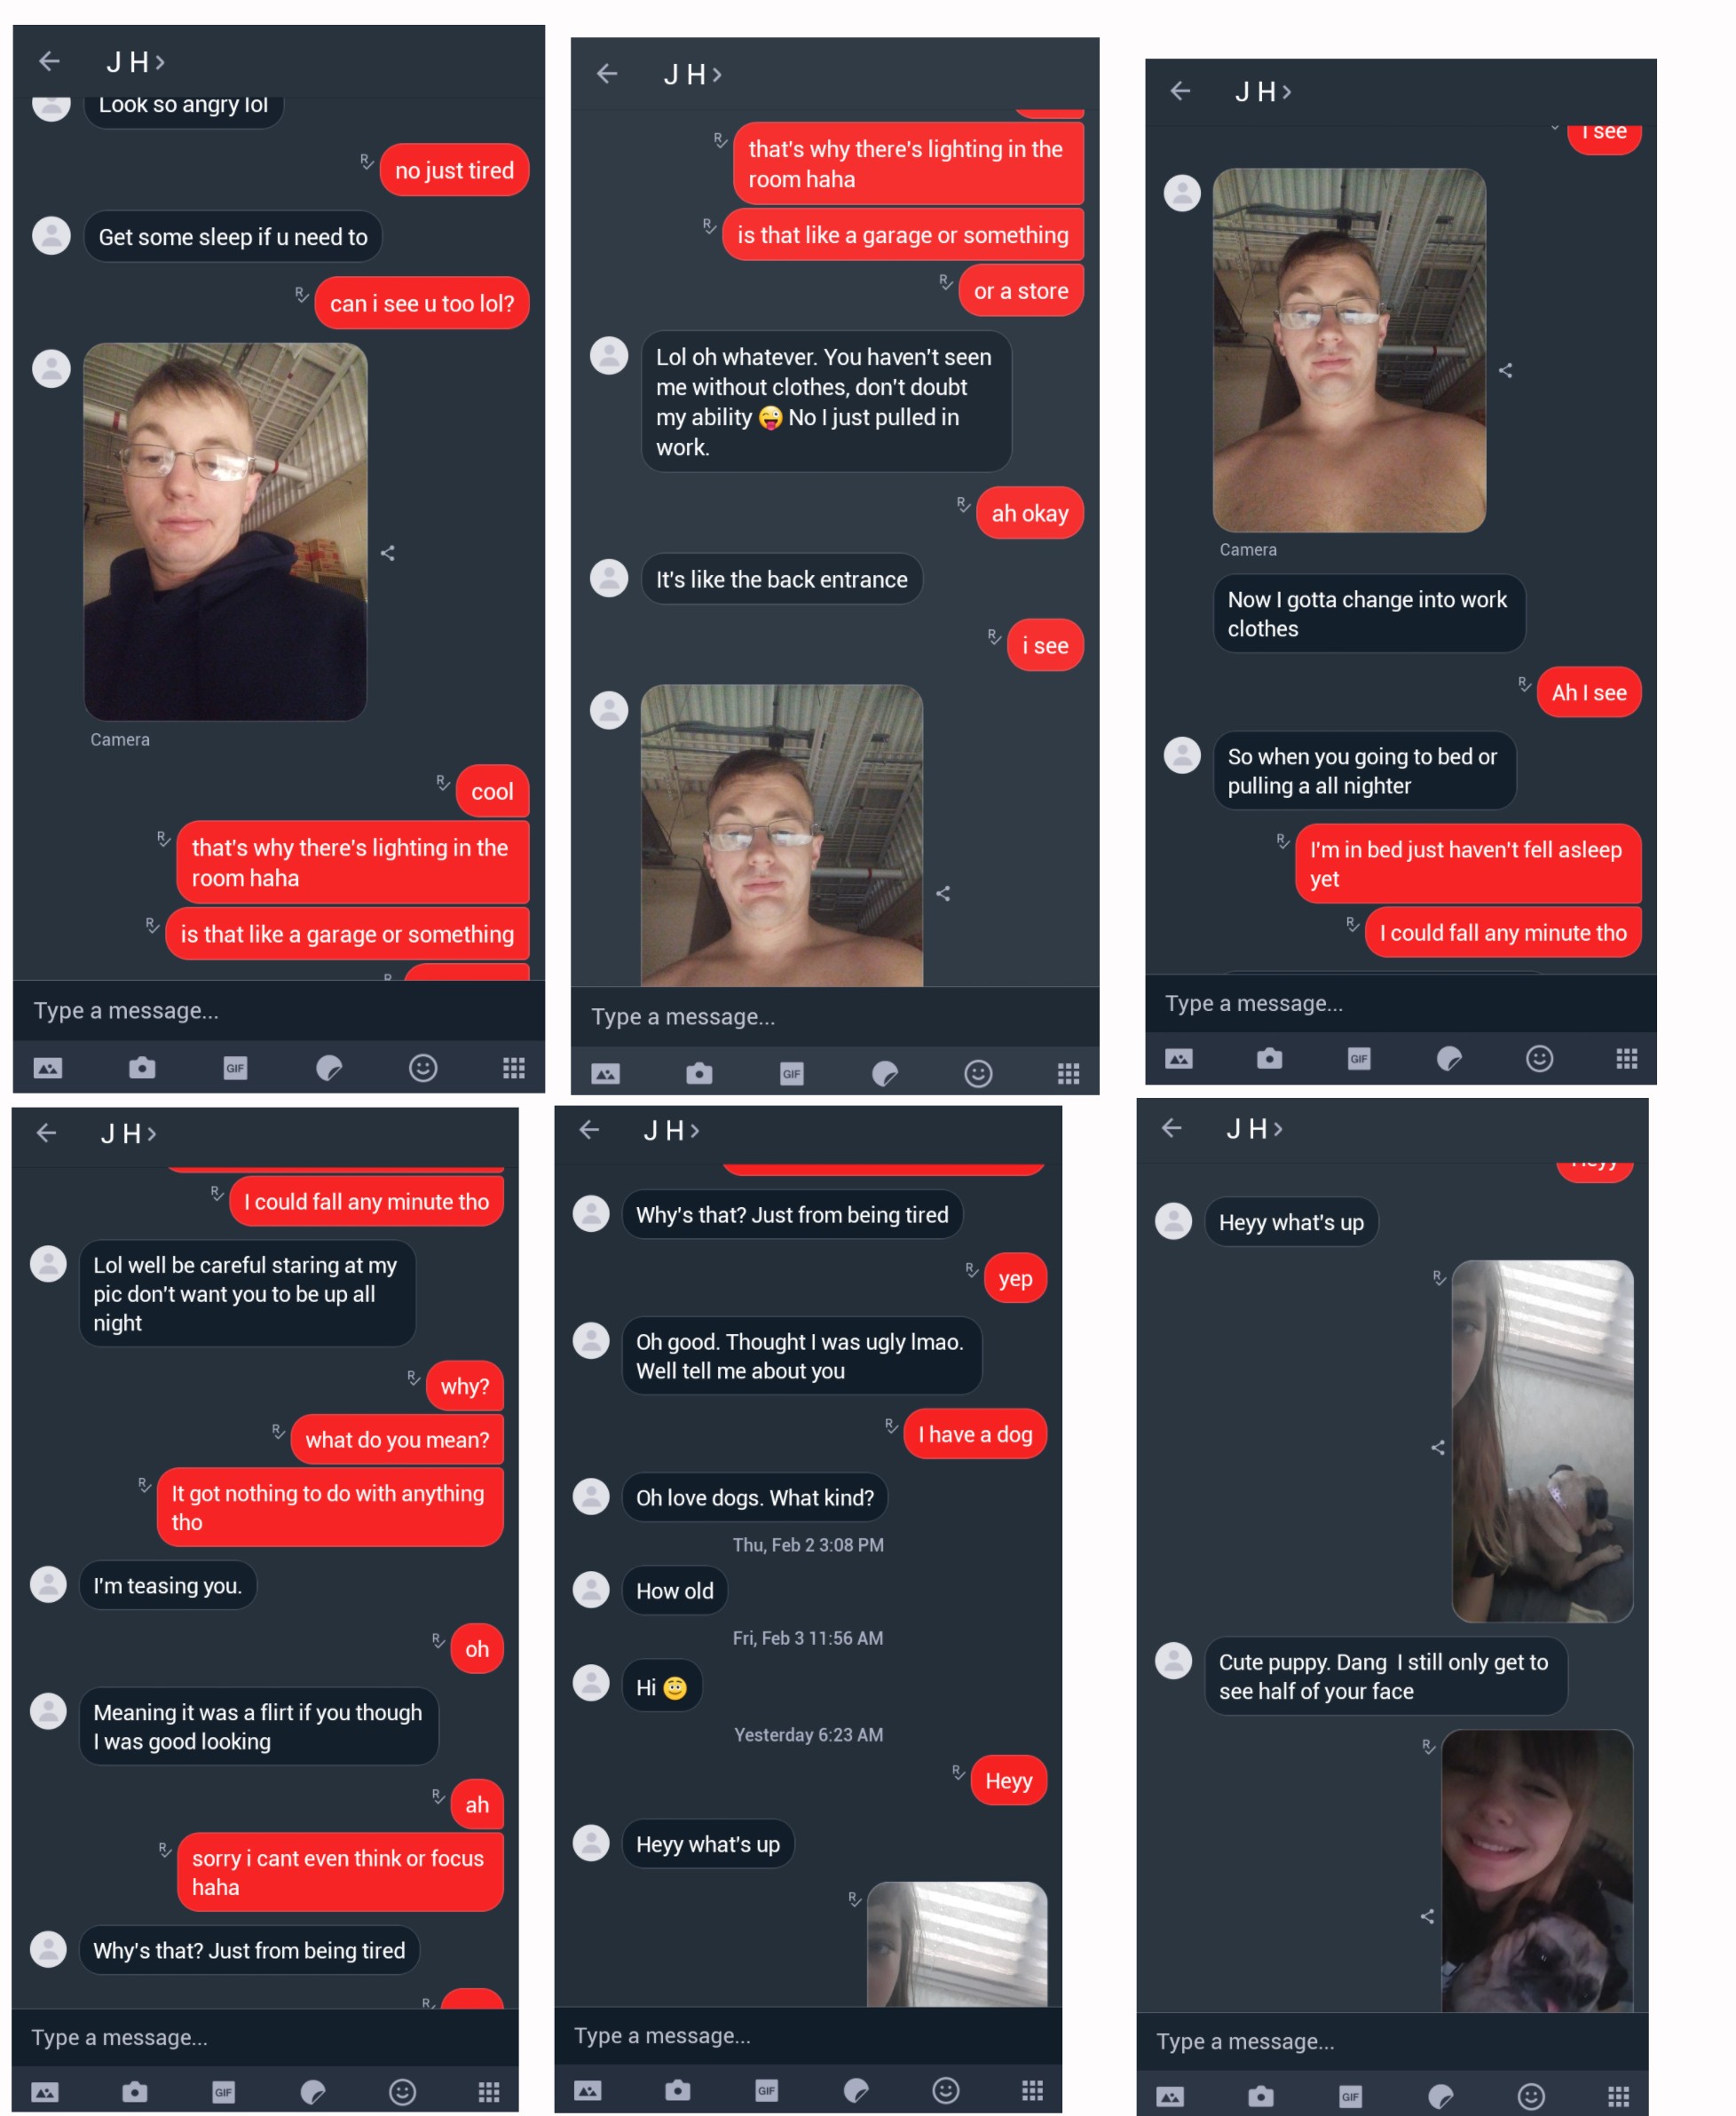 J H >
Look so angry lol
no just tired
Get some sleep if u need to
can i see u too lol?
Camera
cool
that's why there's lighting in the
room haha
is that like a garage or something
Type a message...
GIF
J H >
that's why there's lighting in the
room haha
is that like a garage or something
or a store
Lol oh whatever. You haven't seen
me without clothes, don't doubt
my ability 😜 No I just pulled in
work.
ah okay
It's like the back entrance
i see
Type a message...
GIF
J H >
I see
Camera
Now I gotta change into work
clothes
Ah I see
So when you going to bed or
pulling a all nighter
I'm in bed just haven't fell asleep
yet
I could fall any minute tho
Type a message...
GIF
J H >
I could fall any minute tho
Lol well be careful staring at my
pic don't want you to be up all
night
why?
what do you mean?
It got nothing to do with anything
tho
I'm teasing you.
oh
Meaning it was a flirt if you though
I was good looking
ah
sorry i cant even think or focus
haha
Why's that? Just from being tired
Type a message...
GIF
J H >
Why's that? Just from being tired
yep
Oh good. Thought I was ugly lmao.
Well tell me about you
I have a dog
Oh love dogs. What kind?
Thu, Feb 2 3:08 PM
How old
Fri, Feb 3 11:56 AM
Hi 😊
Yesterday 6:23 AM
Heyy
Heyy what's up
Type a message...
GIF
J H >
Heyy
Heyy what's up
Cute puppy. Dang I still only get to
see half of your face
Type a message...
GIF